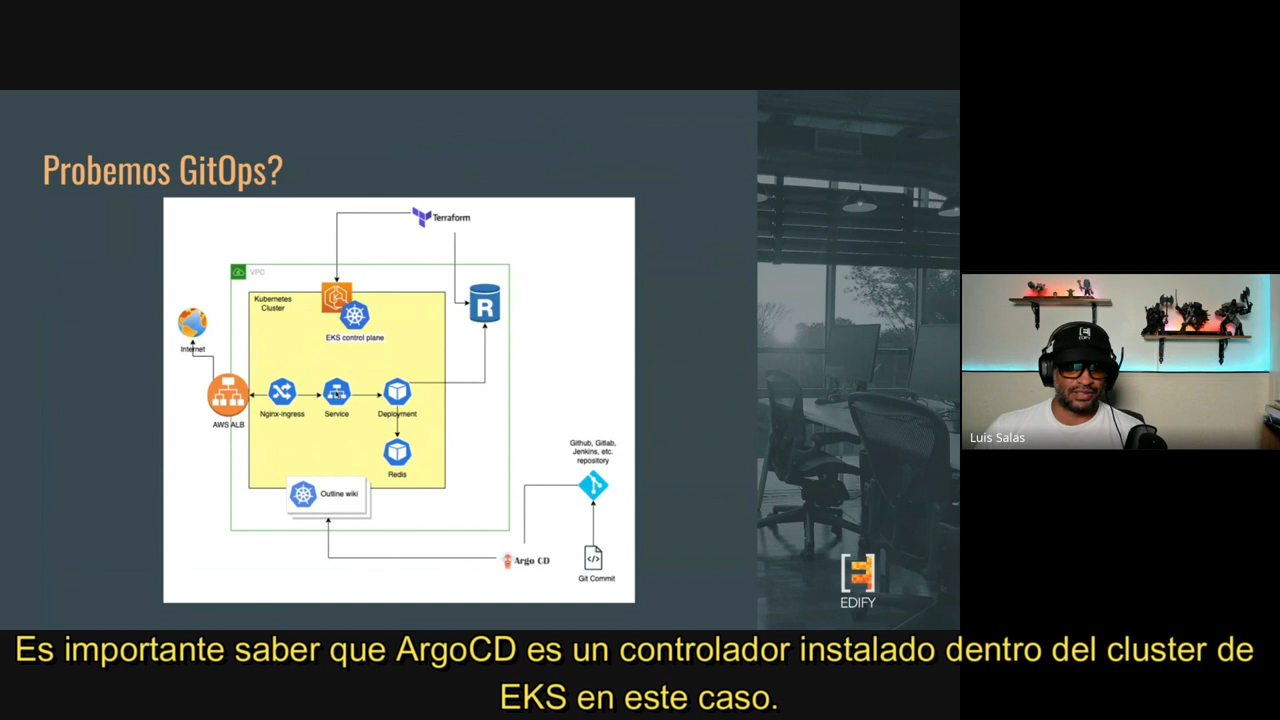 Probemos GitOps?
Terraform
VPC
Kubernetes
Cluster
R
EKS control plane
Internet
AWS ALB
Nginx-ingress
Service
Deployment
Redis
Outline wiki
Github, Gitlab,
Jenkins, etc.
repository
Argo CD
Git Commit
EDIFY
Luis Salas
Es importante saber que ArgoCD es un controlador instalado dentro del cluster de
EKS en este caso.